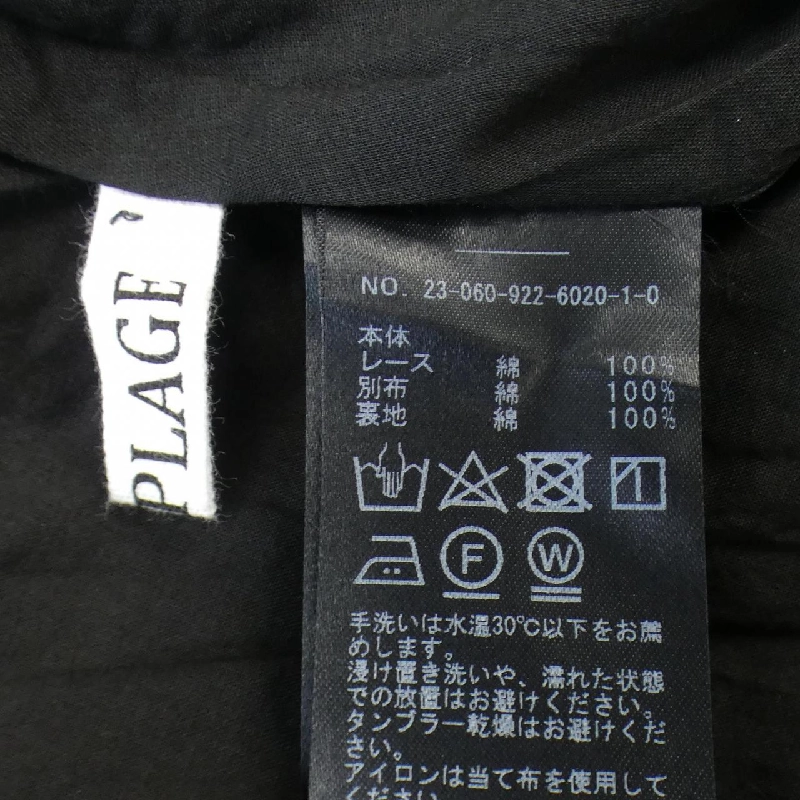 PLAGE
NO. 23-060-922-6020-1-0
本体
レース 綿 100%
別布 綿 100%
裏地 綿 100%
F W
手洗いは水温30℃以下をお薦
めします。
浸け置き洗いや、濡れた状態
での放置はお避けください。
タンブラー乾燥はお避けくだ
さい。
アイロンは当て布を使用して
ください。